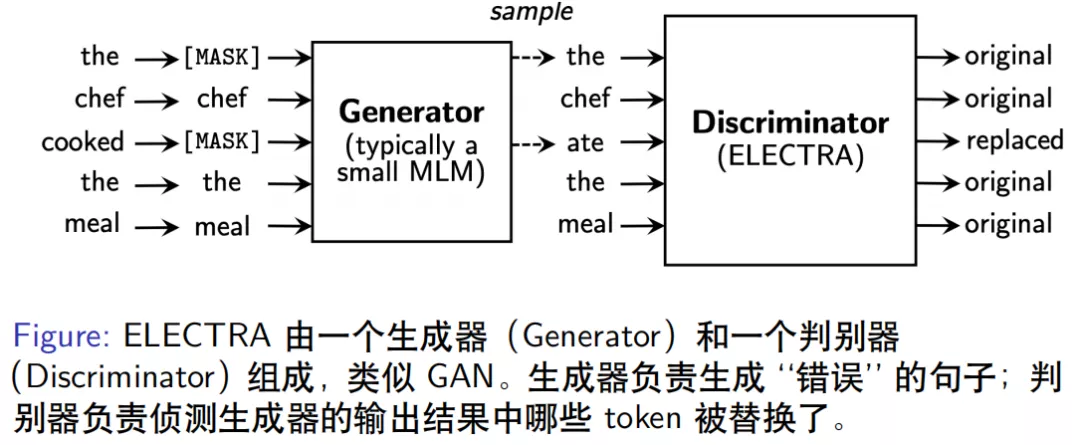 sample
the [MASK] the original
chef chef chef original
cooked [MASK] ate replaced
the the the original
meal meal meal original
Generator
(typically a
small MLM)
Discriminator
(ELECTRA)
Figure: ELECTRA 由一个生成器（Generator）和一个判别器
（Discriminator）组成，类似 GAN。生成器负责生成 “错误” 的句子；判
别器负责侦测生成器的输出结果中哪些 token 被替换了。